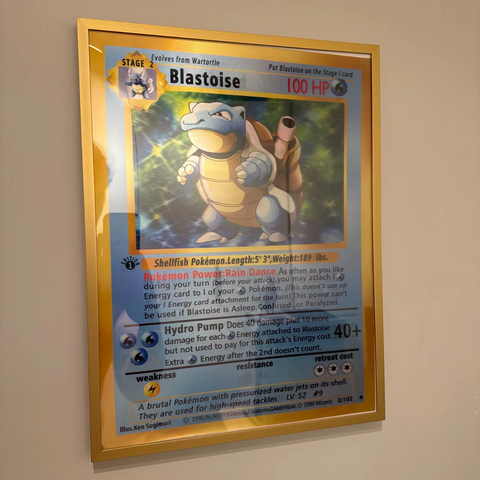 STAGE 2
Evolves from Wartortle
Put Blastoise on the Stage I card
Blastoise
100 HP
Shellfish Pokémon.Length:5' 3",Weight:189 lbs.
1
Pokémon Power:Rain Dance As often as you like
during your turn (before your attack),you may attach I
Energy card to I of your Pokémon. (This doesn't use up
your I Energy card attachment for the turn.) This power can't
be used if Blastoise is Asleep,Confused,or Paralyzed.
Hydro Pump Does 40 damage plus 10 more
damage for each Energy attached to Blastoise
but not used to pay for this attack's Energy cost.
Extra Energy after the 2nd doesn't count.
40+
weakness
resistance
retreat cost
A brutal Pokémon with pressurized water jets on its shell.
They are used for high-speed tackles. LV. 52 #9
Illus.Ken Sugimori
Nintendo,Creatures,GAMEFREAK © 1999 Wizards. 2/102